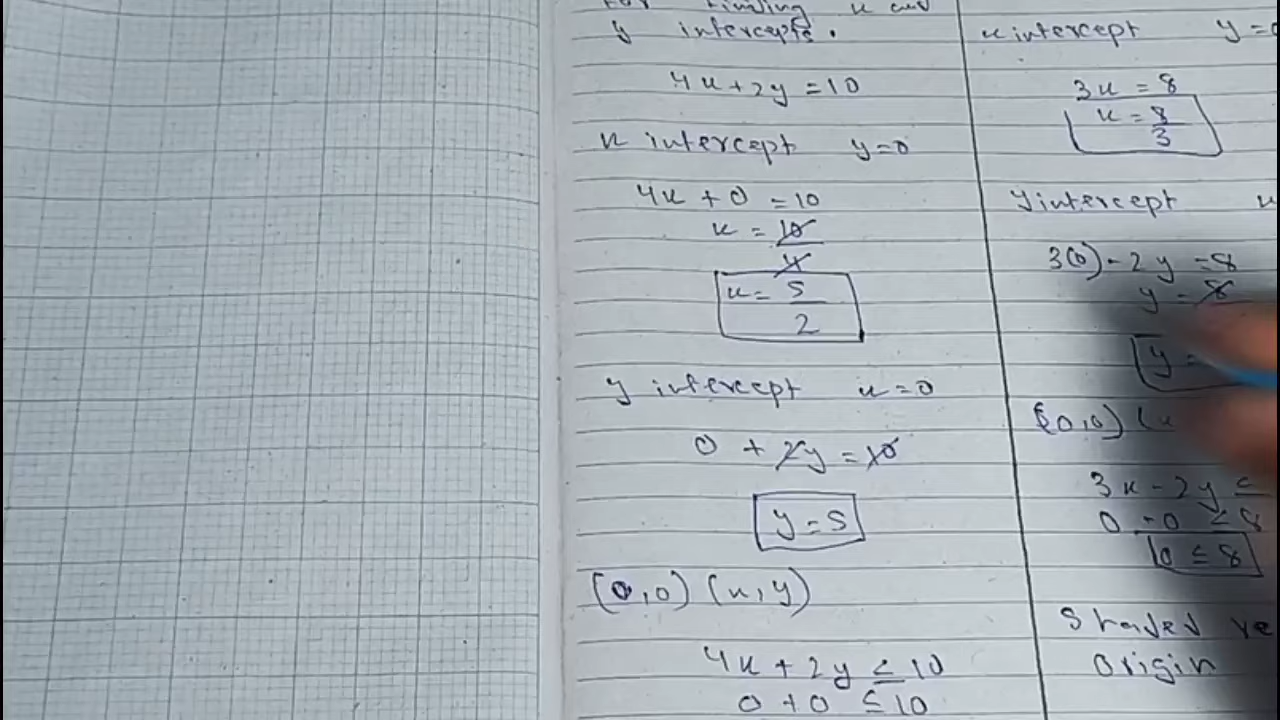 y intercepts.
4x + 2y = 10
x intercept y = 0
4x + 0 = 10
x = 10/4
x = 5/2
y intercept x = 0
0 + 2y = 10
y = 5
(0,0) (x,y)
4x + 2y ≤ 10
0 + 0 ≤ 10
x intercept y =
3x = 8
x = 8/3
y intercept
3(0) - 2y = 8
y = 8
y =
(0,0) (x
3x - 2y ≤
0 - 0 ≤ 8
0 ≤ 8
Shaded
origin